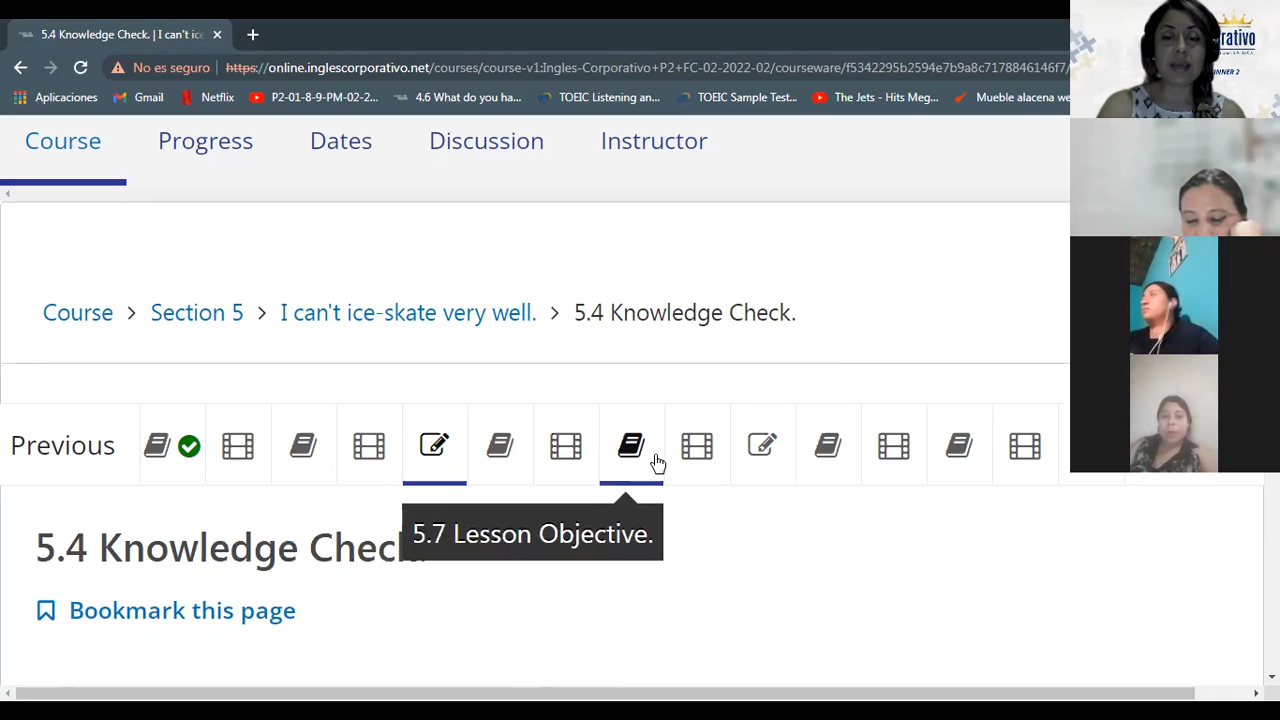 5.4 Knowledge Check. | I can't ice
No es seguro
https://online.inglescorporativo.net/courses/course-v1:Ingles-Corporativo+P2+FC-02-2022-02/courseware/f5342295b2594e7b9a8c7178846146f7/
Aplicaciones Gmail Netflix P2-01-8-9-PM-02-2... 4.6 What do you ha... TOEIC Listening an... TOEIC Sample Test... The Jets - Hits Meg... Mueble alacena we
Course Progress Dates Discussion Instructor
Course > Section 5 > I can't ice-skate very well. > 5.4 Knowledge Check.
Previous
5.7 Lesson Objective.
5.4 Knowledge Check
Bookmark this page